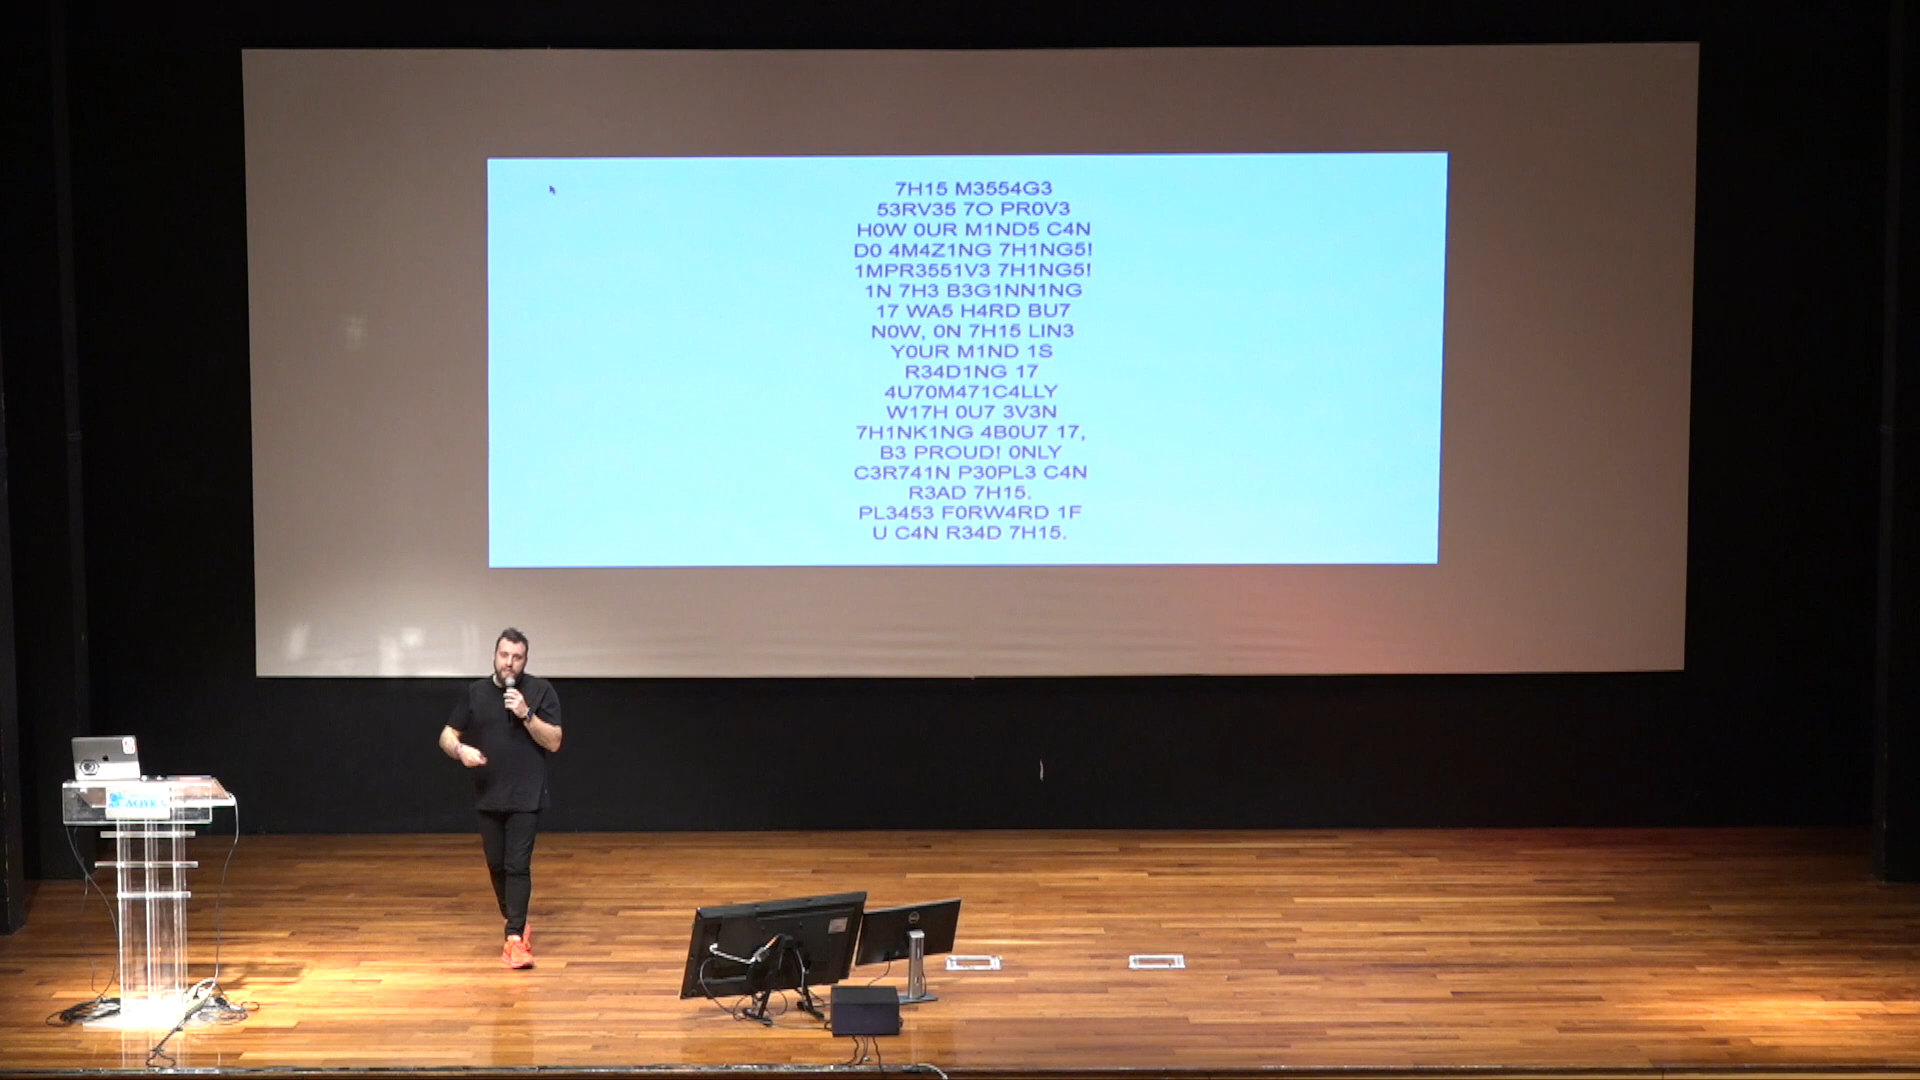 7H15 M3554G3
53RV35 7O PR0V3
H0W 0UR M1ND5 C4N
D0 4M4Z1NG 7H1NG5!
1MPR3551V3 7H1NG5!
1N 7H3 B3G1NN1NG
17 WA5 H4RD BU7
N0W, 0N 7H15 LIN3
Y0UR M1ND 1S
R34D1NG 17
4U70M471C4LLY
W17H 0U7 3V3N
7H1NK1NG 4B0U7 17,
B3 PROUD! 0NLY
C3R741N P30PL3 C4N
R3AD 7H15.
PL3453 F0RW4RD 1F
U C4N R34D 7H15.